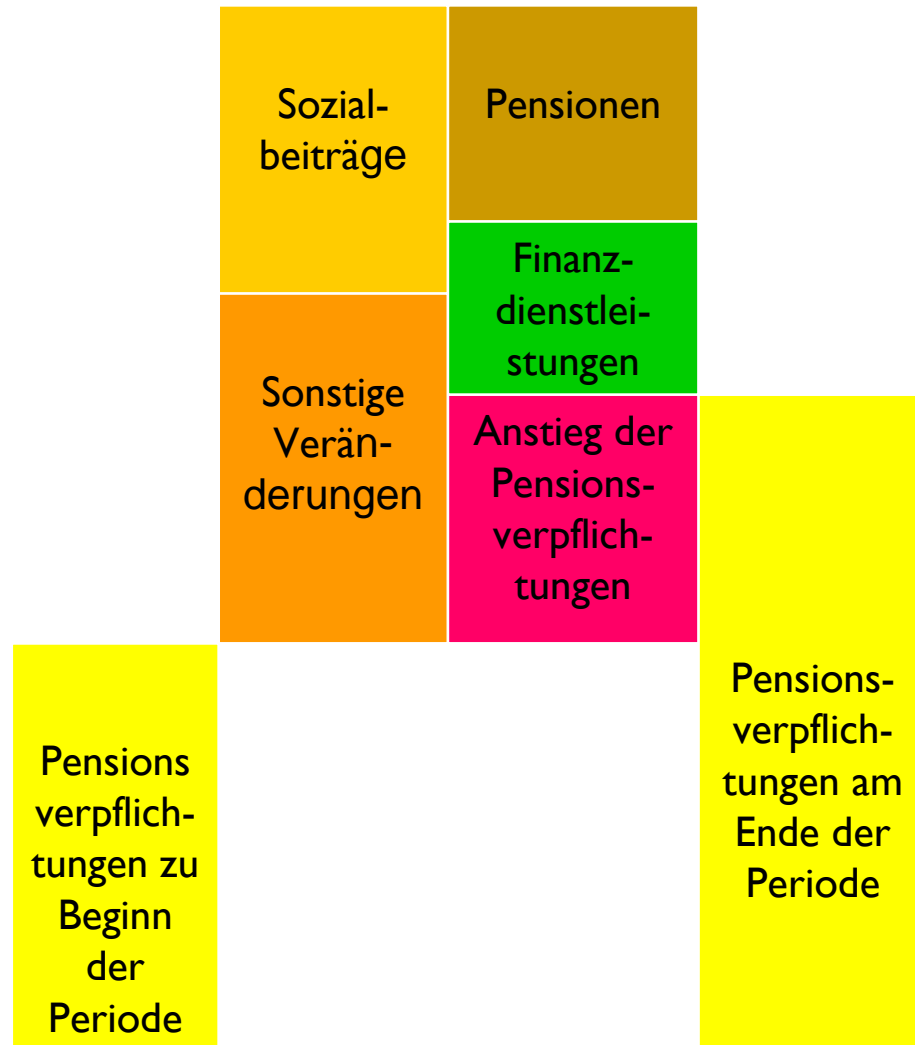 Sozial-
beiträge
Pensionen
Finanz-
dienstlei-
stungen
Sonstige
Verän-
derungen
Anstieg der
Pensions-
verpflich-
tungen
Pensions
verpflich-
tungen zu
Beginn
der
Periode
Pensions-
verpflich-
tungen am
Ende der
Periode